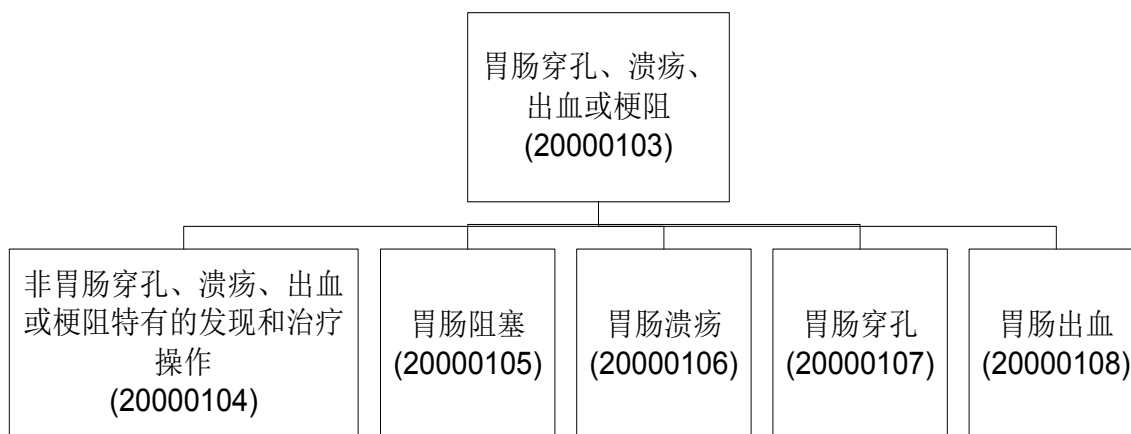 胃肠穿孔、溃疡、
出血或梗阻
(20000103)
非胃肠穿孔、溃疡、出血
或梗阻特有的发现和治疗
操作
(20000104)
胃肠阻塞
(20000105)
胃肠溃疡
(20000106)
胃肠穿孔
(20000107)
胃肠出血
(20000108)